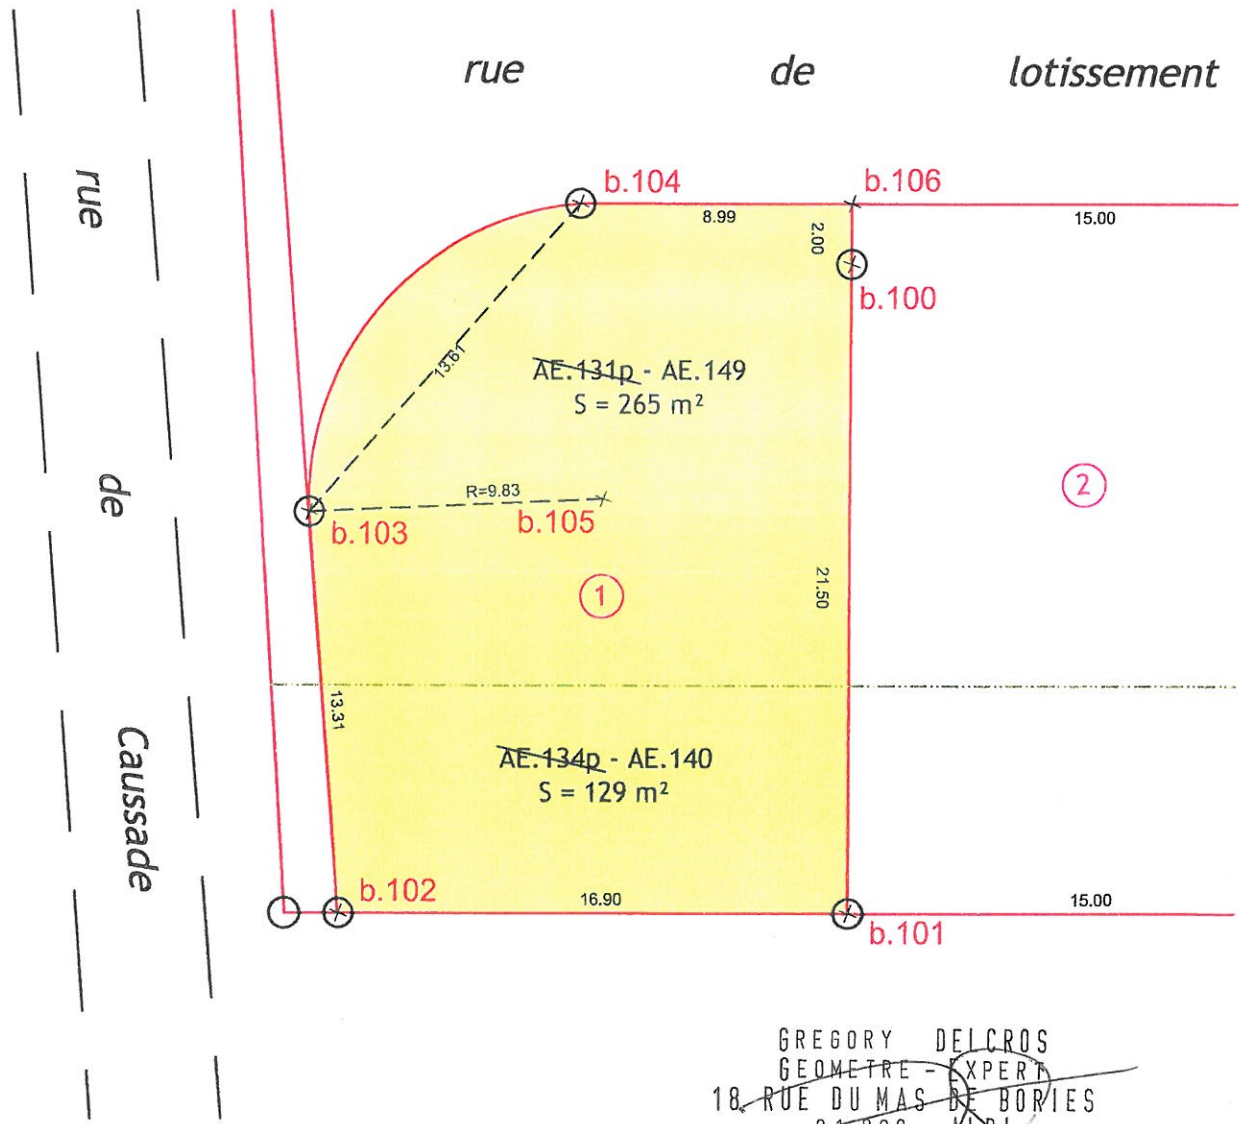 rue de lotissement
rue de Caussade
b.104
b.106
8.99
15.00
2.00
b.100
13.61
AE.131p - AE.149
S = 265 m²
R=9.83
b.103
b.105
2
1
21.50
13.31
AE.134p - AE.140
S = 129 m²
b.102
16.90
15.00
b.101
GREGORY DELCROS
GEOMETRE - EXPERT
18, RUE DU MAS DE BORIES